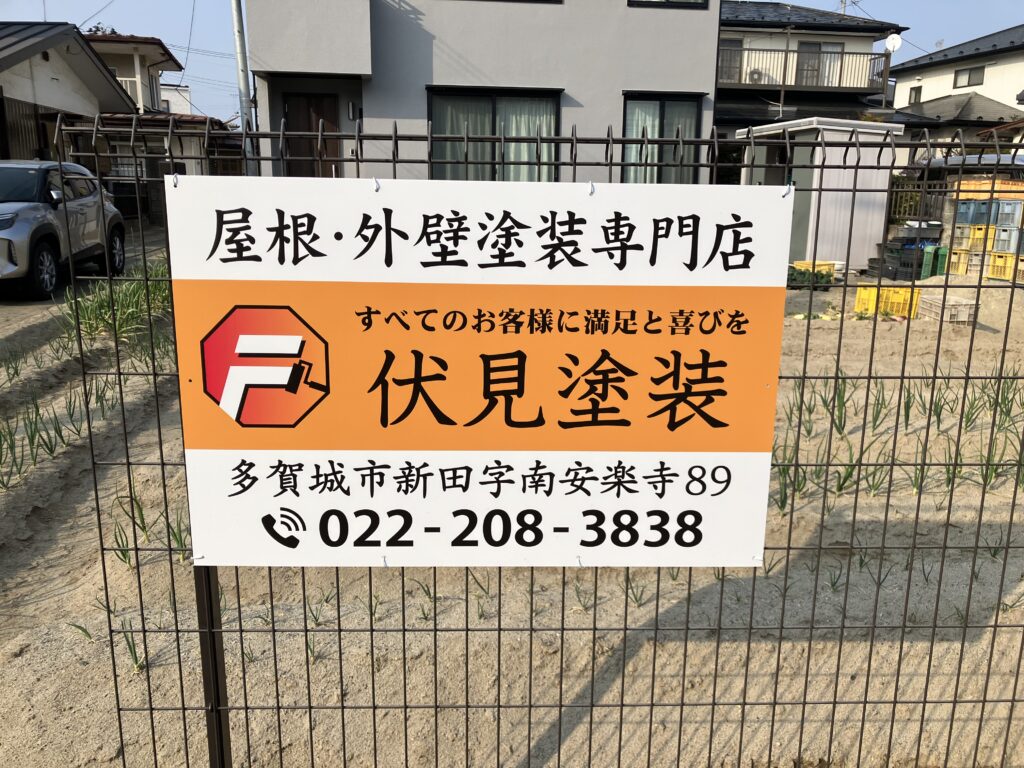 屋根・外壁塗装専門店
すべてのお客様に満足と喜びを
伏見塗装
多賀城市新田字南安楽寺89
022-208-3838